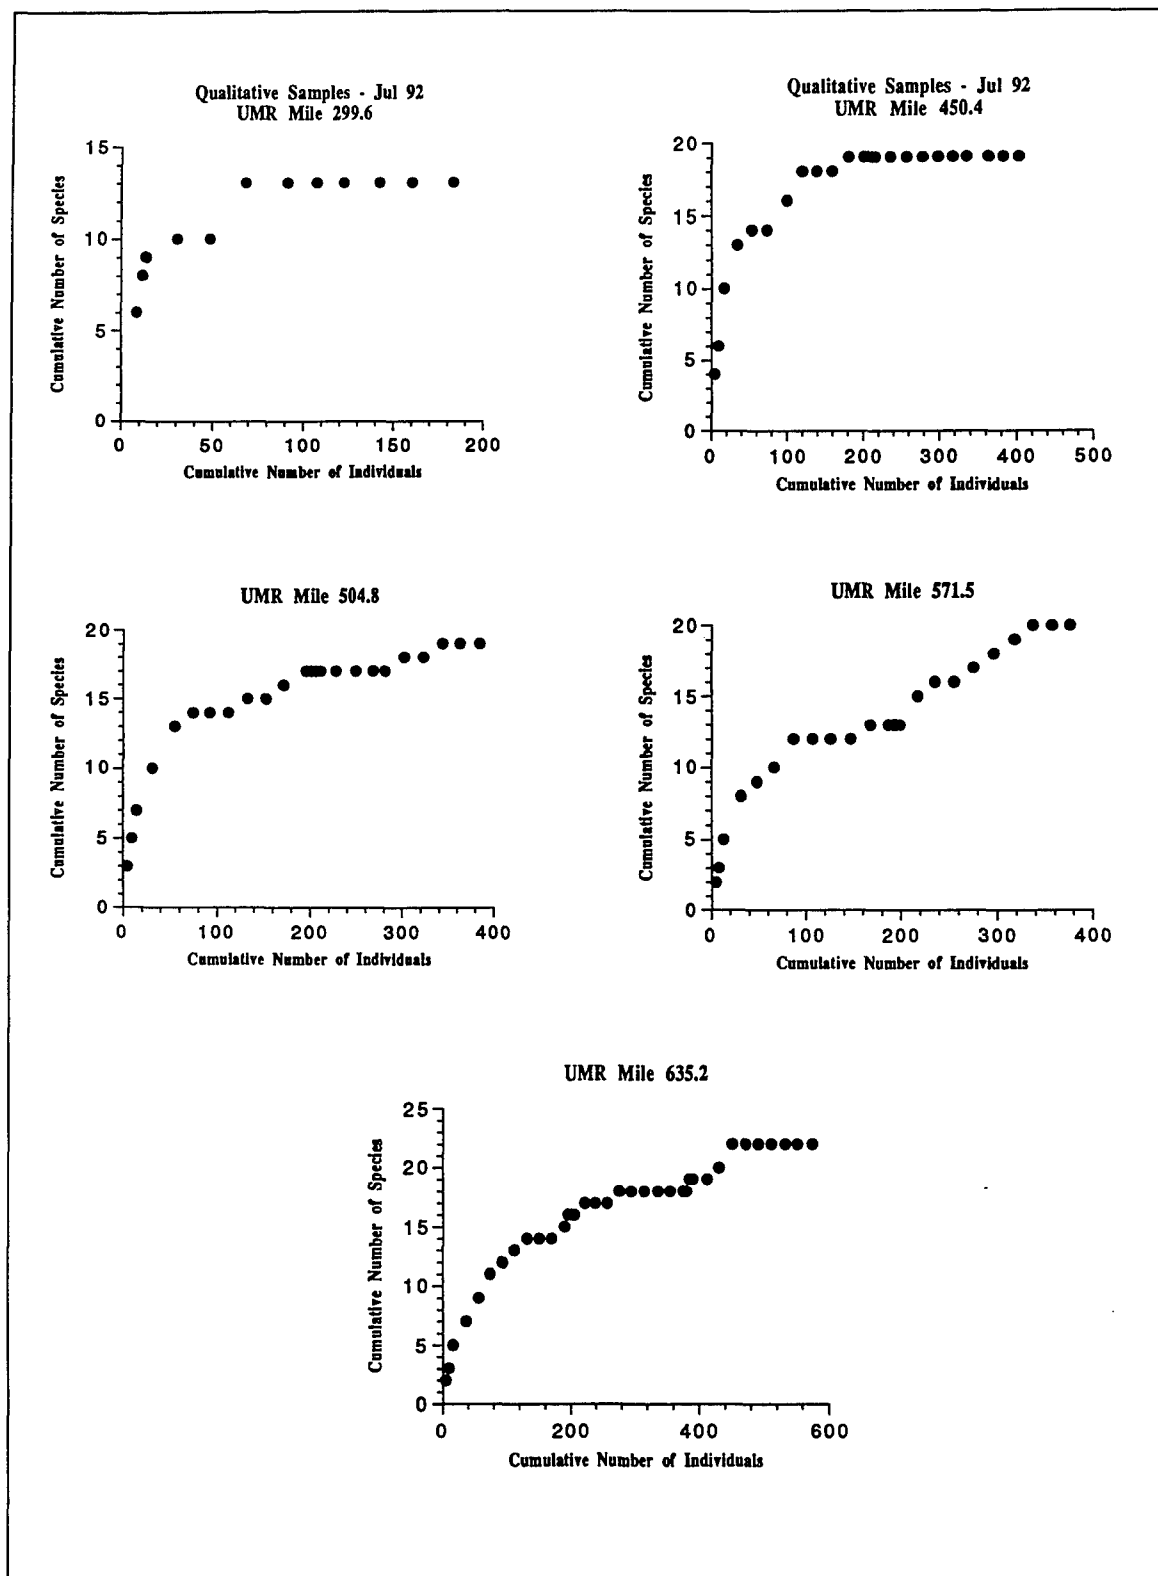 Qualitative Samples - Jul 92
UMR Mile 299.6
Cumulative Number of Species
15
10
5
0
0 50 100 150 200
Cumulative Number of Individuals
Qualitative Samples - Jul 92
UMR Mile 450.4
Cumulative Number of Species
20
15
10
5
0
0 100 200 300 400 500
Cumulative Number of Individuals
UMR Mile 504.8
Cumulative Number of Species
20
15
10
5
0
0 100 200 300 400
Cumulative Number of Individuals
UMR Mile 571.5
Cumulative Number of Species
20
15
10
5
0
0 100 200 300 400
Cumulative Number of Individuals
UMR Mile 635.2
Cumulative Number of Species
25
20
15
10
5
0
0 200 400 600
Cumulative Number of Individuals